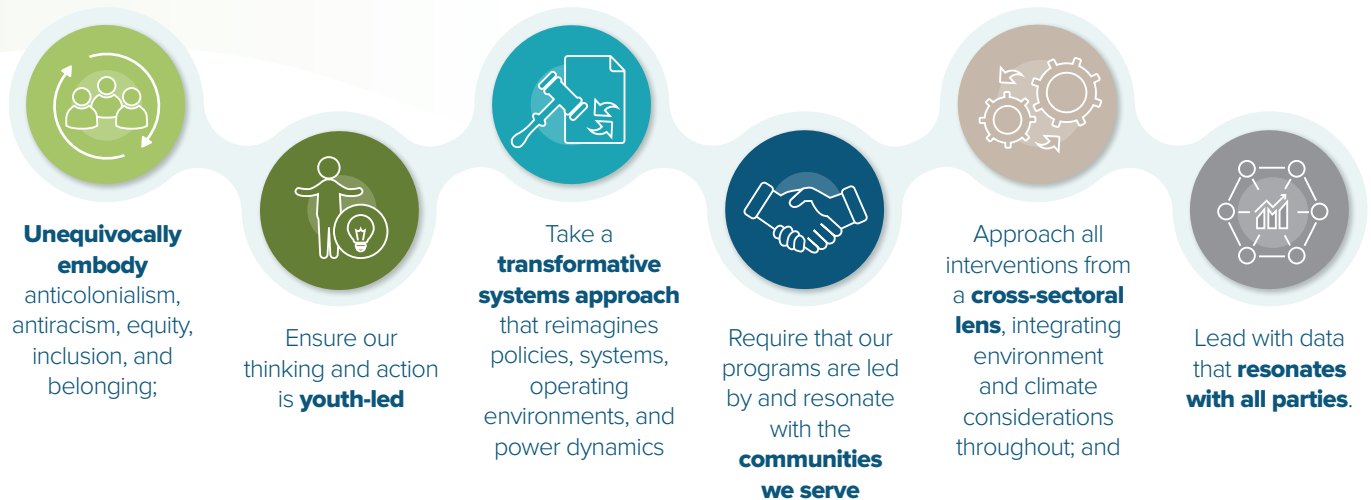 Unequivocally
embody
anticolonialism,
antiracism, equity,
inclusion, and
belonging;
Ensure our
thinking and action
is youth-led
Take a
transformative
systems approach
that reimagines
policies, systems,
operating
environments, and
power dynamics
Require that our
programs are led
by and resonate
with the
communities
we serve
Approach all
interventions from
a cross-sectoral
lens, integrating
environment
and climate
considerations
throughout; and
Lead with data
that resonates
with all parties.